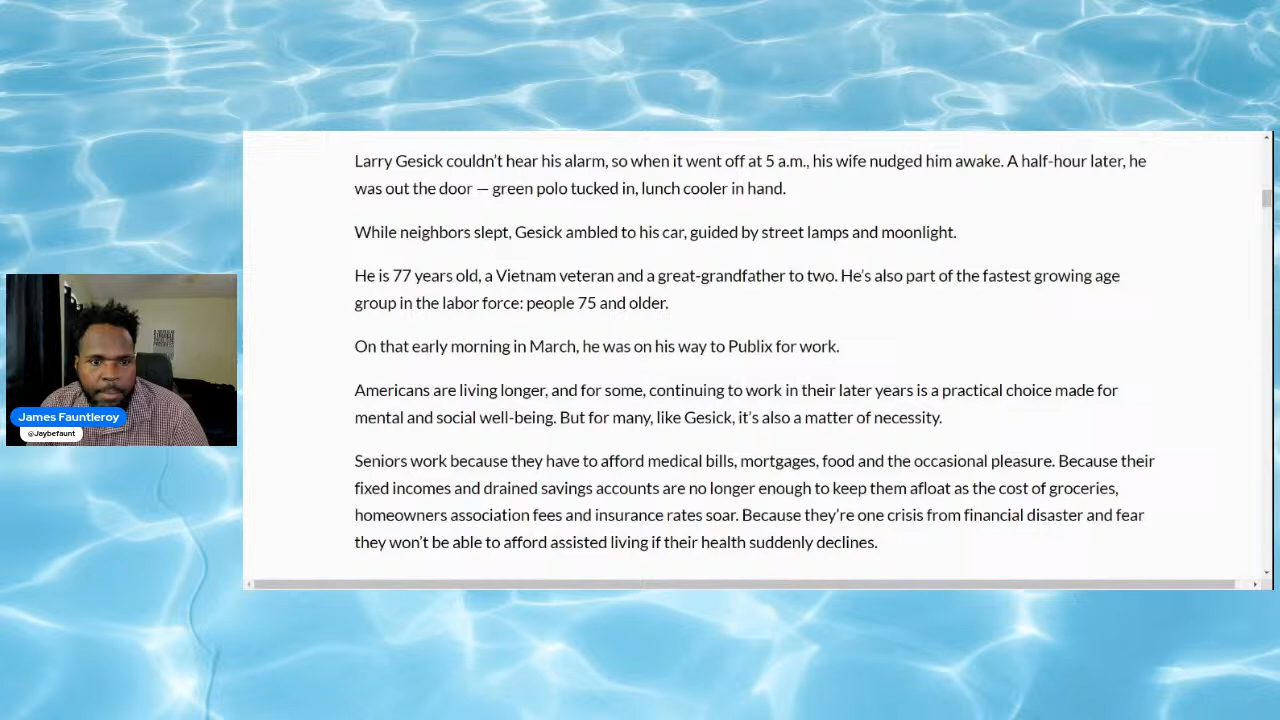 Larry Gesick couldn’t hear his alarm, so when it went off at 5 a.m., his wife nudged him awake. A half-hour later, he
was out the door — green polo tucked in, lunch cooler in hand.
While neighbors slept, Gesick ambled to his car, guided by street lamps and moonlight.
He is 77 years old, a Vietnam veteran and a great-grandfather to two. He’s also part of the fastest growing age
group in the labor force: people 75 and older.
On that early morning in March, he was on his way to Publix for work.
Americans are living longer, and for some, continuing to work in their later years is a practical choice made for
mental and social well-being. But for many, like Gesick, it’s also a matter of necessity.
Seniors work because they have to afford medical bills, mortgages, food and the occasional pleasure. Because their
fixed incomes and drained savings accounts are no longer enough to keep them afloat as the cost of groceries,
homeowners association fees and insurance rates soar. Because they’re one crisis from financial disaster and fear
they won’t be able to afford assisted living if their health suddenly declines.
James Fauntleroy
@Jaybefaunt